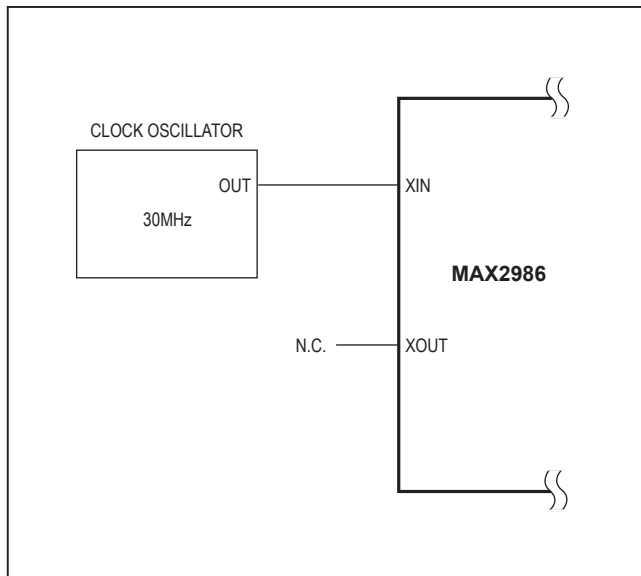 CLOCK OSCILLATOR
OUT
30MHz
XIN
MAX2986
N.C.
XOUT